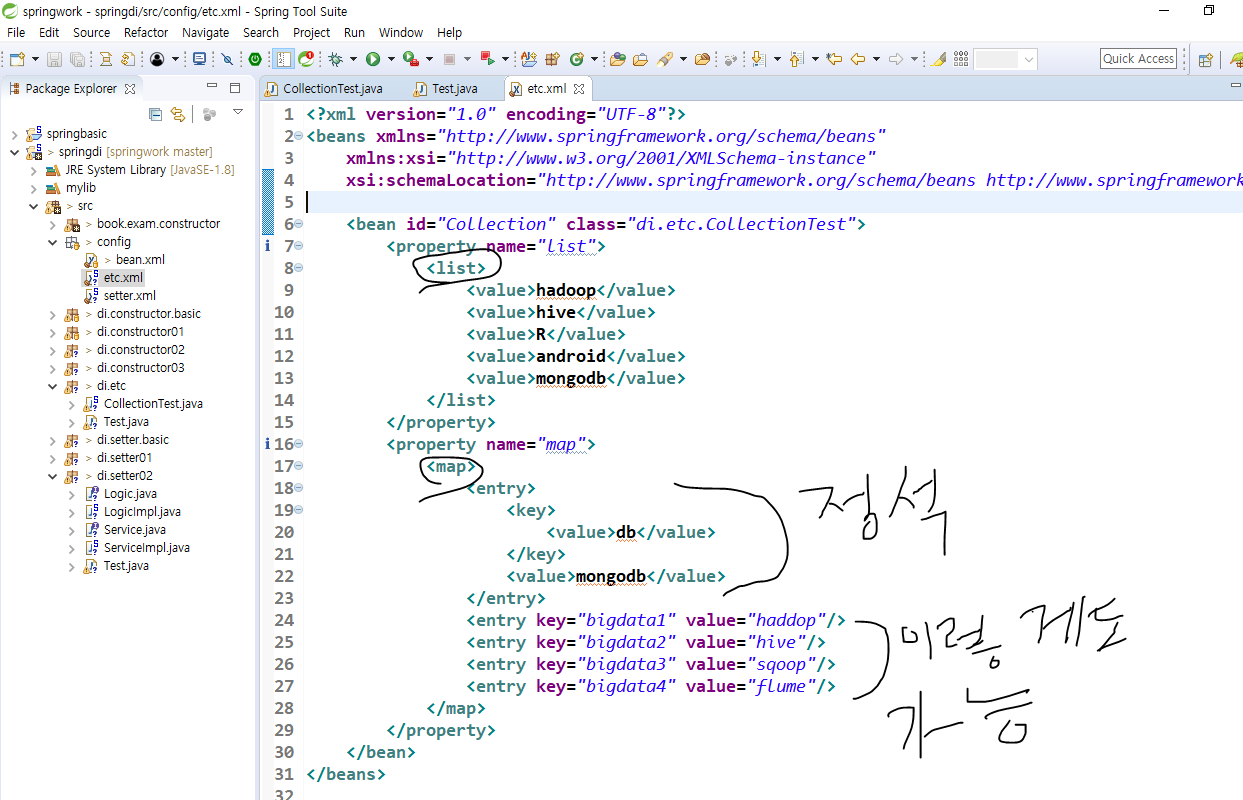 springwork - springdi/src/config/etc.xml - Spring Tool Suite
File Edit Source Refactor Navigate Search Project Run Window Help
Quick Access
Package Explorer
CollectionTest.java Test.java etc.xml
springbasic
> springdi [springwork master]
JRE System Library [JavaSE-1.8]
mylib
> src
> book.exam.constructor
> config
> bean.xml
etc.xml
setter.xml
> di.constructor.basic
> di.constructor01
> di.constructor02
> di.constructor03
> di.etc
CollectionTest.java
Test.java
> di.setter.basic
> di.setter01
> di.setter02
Logic.java
LogicImpl.java
Service.java
ServiceImpl.java
Test.java
1 <?xml version="1.0" encoding="UTF-8"?>
2 <beans xmlns="http://www.springframework.org/schema/beans"
3 xmlns:xsi="http://www.w3.org/2001/XMLSchema-instance"
4 xsi:schemaLocation="http://www.springframework.org/schema/beans http://www.springframework
5
6 <bean id="Collection" class="di.etc.CollectionTest">
7 <property name="list">
8 <list>
9 <value>hadoop</value>
10 <value>hive</value>
11 <value>R</value>
12 <value>android</value>
13 <value>mongodb</value>
14 </list>
15 </property>
16 <property name="map">
17 <map>
18 <entry>
19 <key>
20 <value>db</value>
21 </key>
22 <value>mongodb</value>
23 </entry>
24 <entry key="bigdata1" value="haddop"/>
25 <entry key="bigdata2" value="hive"/>
26 <entry key="bigdata3" value="sqoop"/>
27 <entry key="bigdata4" value="flume"/>
28 </map>
29 </property>
30 </bean>
31 </beans>
32
정석
이런 게도
가능